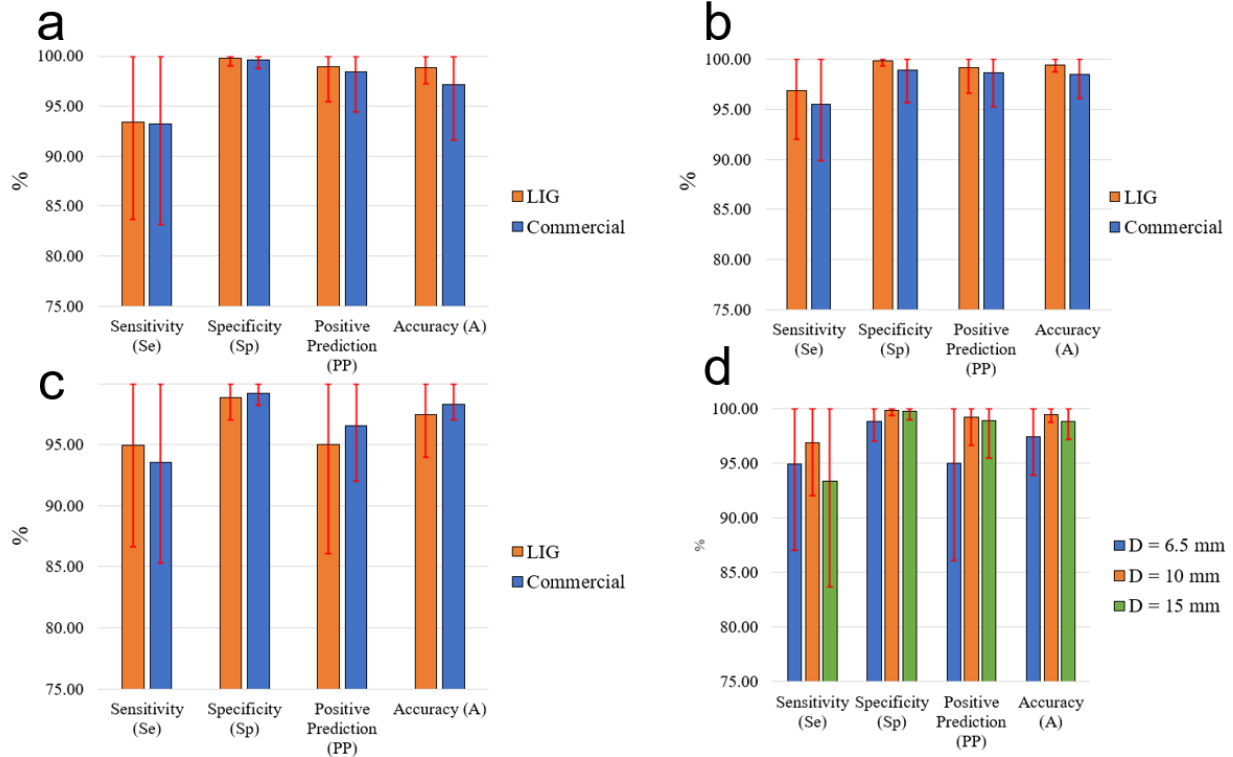 a
100.00
95.00
90.00
85.00
80.00
75.00
%
Sensitivity
(Se)
Specificity
(Sp)
Positive
Prediction
(PP)
Accuracy (A)
LIG
Commercial
b
100.00
95.00
90.00
85.00
80.00
75.00
%
Sensitivity
(Se)
Specificity
(Sp)
Positive
Prediction
(PP)
Accuracy
(A)
LIG
Commercial
c
95.00
90.00
85.00
80.00
75.00
%
Sensitivity
(Se)
Specificity
(Sp)
Positive
Prediction
(PP)
Accuracy (A)
LIG
Commercial
d
100.00
95.00
90.00
85.00
80.00
75.00
%
Sensitivity
(Se)
Specificity
(Sp)
Positive
Prediction
(PP)
Accuracy
(A)
D = 6.5 mm
D = 10 mm
D = 15 mm